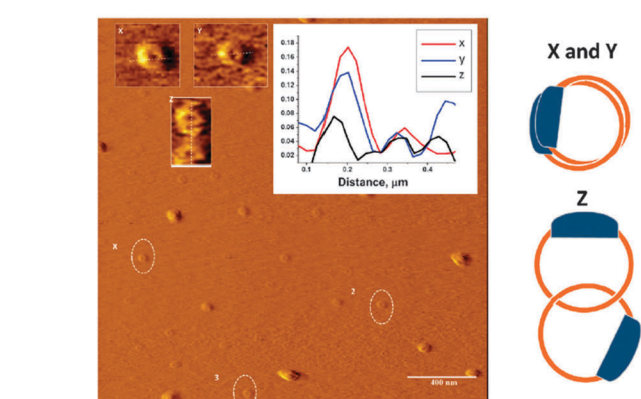 X
Y
Z
0.18
0.16
0.14
0.12
0.10
0.08
0.06
0.04
0.02
0.1
0.2
0.3
0.4
Distance, μm
x
y
z
X
2
3
400 nm
X and Y
Z